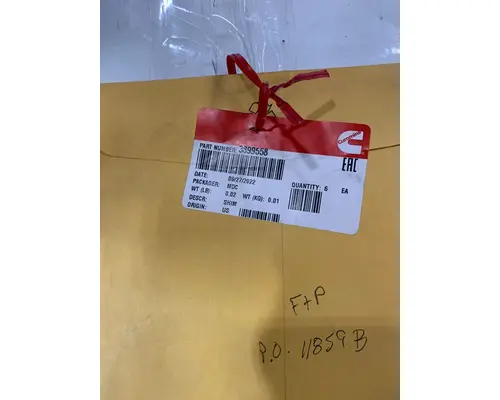 Cummins
PART NUMBER: 3899558
EAC
DATE: 09/27/2022
PACKAGER: MDC
QUANTITY: 6 EA
WT (LB): 0.02 WT (KG): 0.01
DESCR: SHIM
ORIGIN: US
F+P
P.O. 11859B